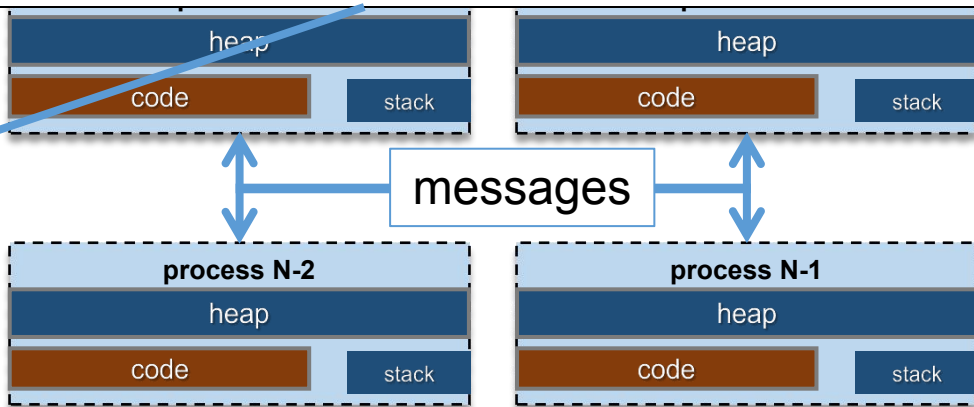 heap
heap
code
stack
code
stack
messages
process N-2
process N-1
heap
heap
code
stack
code
stack